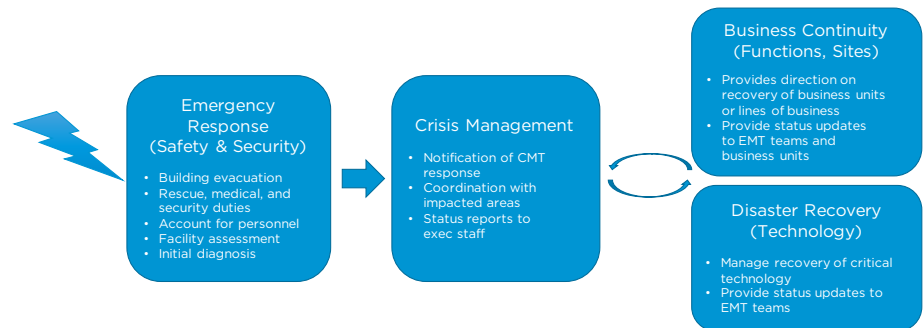 Emergency
Response
(Safety & Security)
• Building evacuation
• Rescue, medical, and
security duties
• Account for personnel
• Facility assessment
• Initial diagnosis
Crisis Management
• Notification of CMT
response
• Coordination with
impacted areas
• Status reports to
exec staff
Business Continuity
(Functions, Sites)
• Provides direction on
recovery of business units
or lines of business
• Provide status updates
to EMT teams and
business units
Disaster Recovery
(Technology)
• Manage recovery of critical
technology
• Provide status updates to
EMT teams